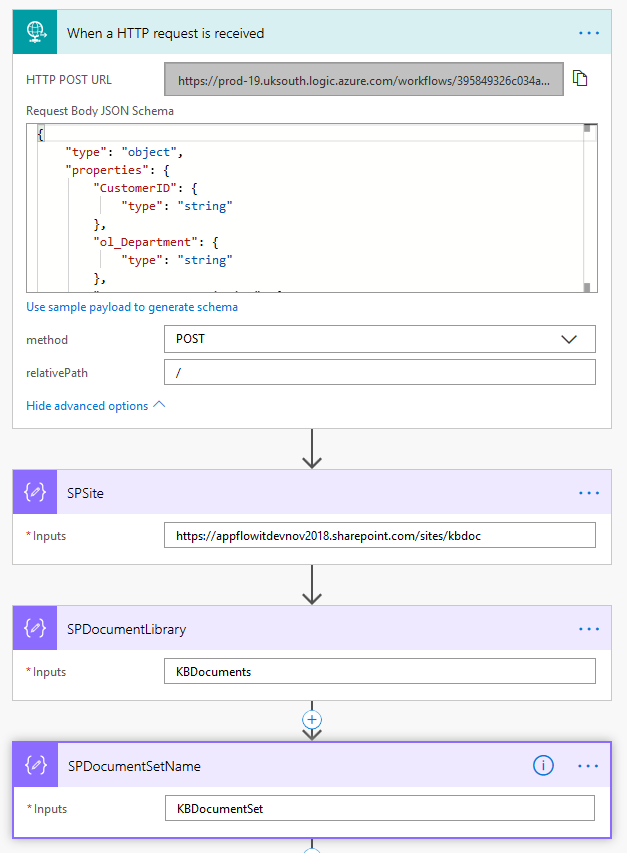 When a HTTP request is received
HTTP POST URL
https://prod-19.uksouth.logic.azure.com/workflows/395849326c034a...
Request Body JSON Schema
{
"type": "object",
"properties": {
"CustomerID": {
"type": "string"
},
"ol_Department": {
"type": "string"
},
Use sample payload to generate schema
method
POST
relativePath
/
Hide advanced options
SPSite
* Inputs
https://appflowitdevnov2018.sharepoint.com/sites/kbdoc
SPDocumentLibrary
* Inputs
KBDocuments
SPDocumentSetName
* Inputs
KBDocumentSet